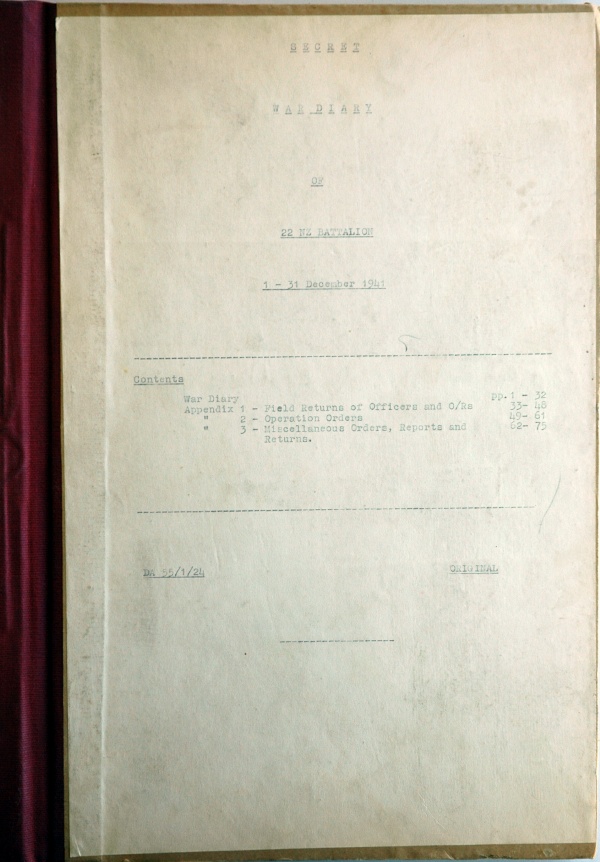 SECRET
WAR DIARY
OF
22 NZ BATTALION
1 - 31 December 1941
Contents
War Diary pp.1 - 32
Appendix 1 - Field Returns of Officers and O/Rs 33- 48
" 2 - Operation Orders 49- 61
" 3 - Miscellaneous Orders, Reports and 62- 75
Returns.
DA 55/1/24 ORIGINAL